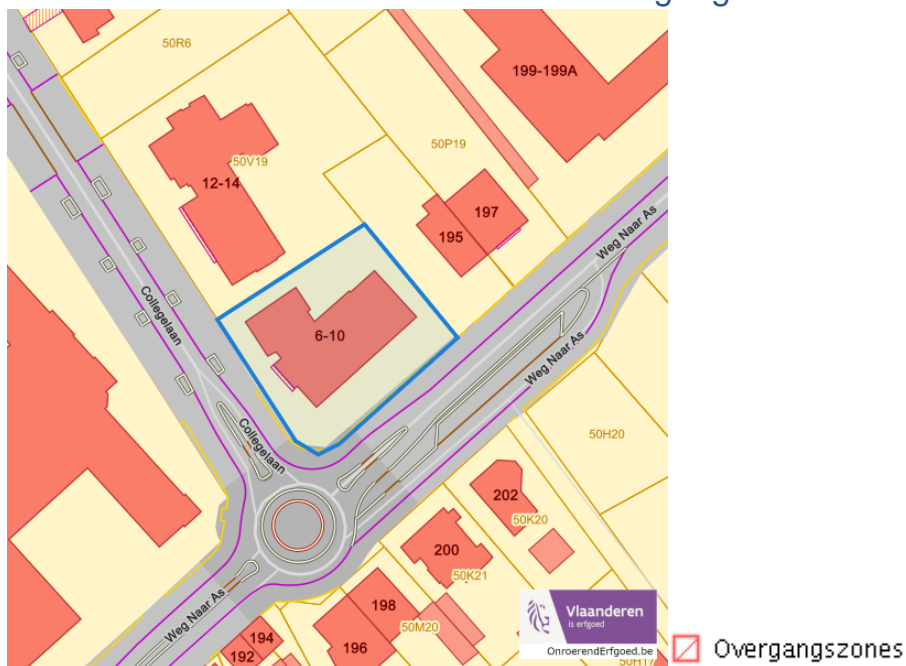 50R6
199-199A
50P19
50V19
12-14
197
195
Weg Naar As
Collegelaan
6-10
Weg Naar As
Collegelaan
50H20
202
50K20
200
50K21
198
50M20
196
194
192
Weg Naar As
Vlaanderen
is erfgoed
OnroerendErfgoed.be
50H17
Overgangszones